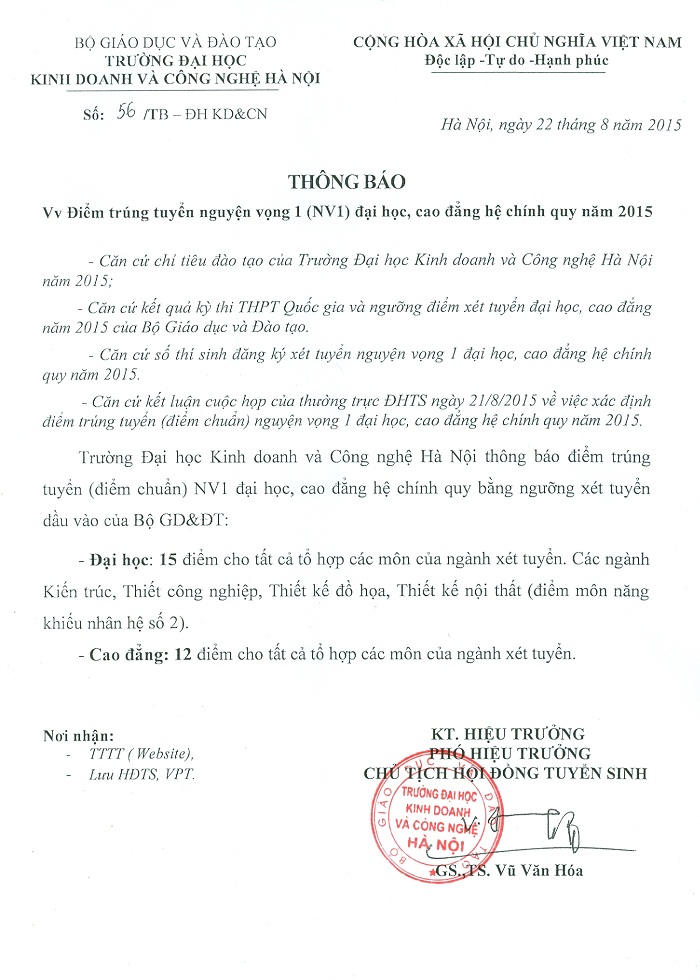 BỘ GIÁO DỤC VÀ ĐÀO TẠO
TRƯỜNG ĐẠI HỌC
KINH DOANH VÀ CÔNG NGHỆ HÀ NỘI
Số: 56 /TB – ĐH KD&CN
CỘNG HÒA XÃ HỘI CHỦ NGHĨA VIỆT NAM
Độc lập -Tự do -Hạnh phúc
Hà Nội, ngày 22 tháng 8 năm 2015
THÔNG BÁO
Vv Điểm trúng tuyển nguyện vọng 1 (NV1) đại học, cao đẳng hệ chính quy năm 2015
- Căn cứ chỉ tiêu đào tạo của Trường Đại học Kinh doanh và Công nghệ Hà Nội
năm 2015;
- Căn cứ kết quả kỳ thi THPT Quốc gia và ngưỡng điểm xét tuyển đại học, cao đẳng
năm 2015 của Bộ Giáo dục và Đào tạo.
- Căn cứ số thí sinh đăng ký xét tuyển nguyện vọng 1 đại học, cao đẳng hệ chính
quy năm 2015.
- Căn cứ kết luận cuộc họp của thường trực ĐHTS ngày 21/8/2015 về việc xác định
điểm trúng tuyển (điểm chuẩn) nguyện vọng 1 đại học, cao đẳng hệ chính quy năm 2015.
Trường Đại học Kinh doanh và Công nghệ Hà Nội thông báo điểm trúng
tuyển (điểm chuẩn) NV1 đại học, cao đẳng hệ chính quy bằng ngưỡng xét tuyển
đầu vào của Bộ GD&ĐT:
- Đại học: 15 điểm cho tất cả tổ hợp các môn của ngành xét tuyển. Các ngành
Kiến trúc, Thiết công nghiệp, Thiết kế đồ họa, Thiết kế nội thất (điểm môn năng
khiếu nhân hệ số 2).
- Cao đẳng: 12 điểm cho tất cả tổ hợp các môn của ngành xét tuyển.
Nơi nhận:
- TTTT ( Website),
- Lưu HĐTS, VPT.
KT. HIỆU TRƯỞNG
PHÓ HIỆU TRƯỞNG
CHỦ TỊCH HỘI ĐỒNG TUYỂN SINH
BỘ GIÁO DỤC VÀ ĐÀO TẠO
TRƯỜNG ĐẠI HỌC
KINH DOANH
VÀ CÔNG NGHỆ
HÀ NỘI
GS.,TS. Vũ Văn Hóa